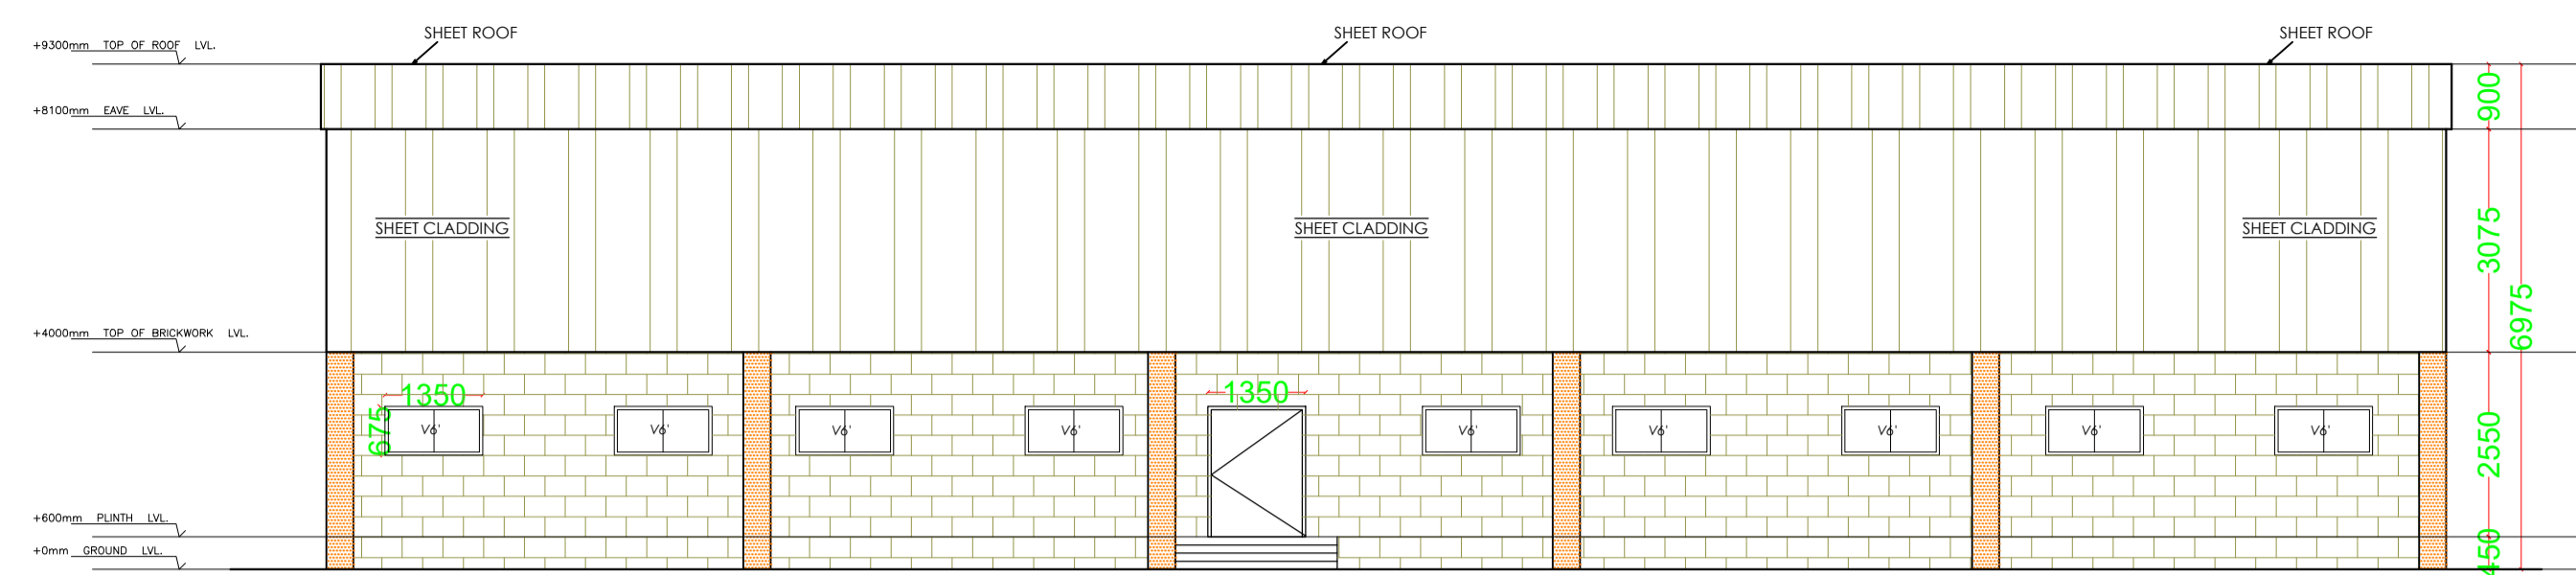 SHEET ROOF SHEET ROOF SHEET ROOF
+9300mm TOP OF ROOF LVL.
900
+8100mm EAVE LVL.
SHEET CLADDING SHEET CLADDING SHEET CLADDING
3075
6975
+4000mm TOP OF BRICKWORK LVL.
1350 1350
675
V6' V6' V6' V6' V6' V6' V6' V6' V6'
2550
+600mm PLINTH LVL.
+0mm GROUND LVL.
450